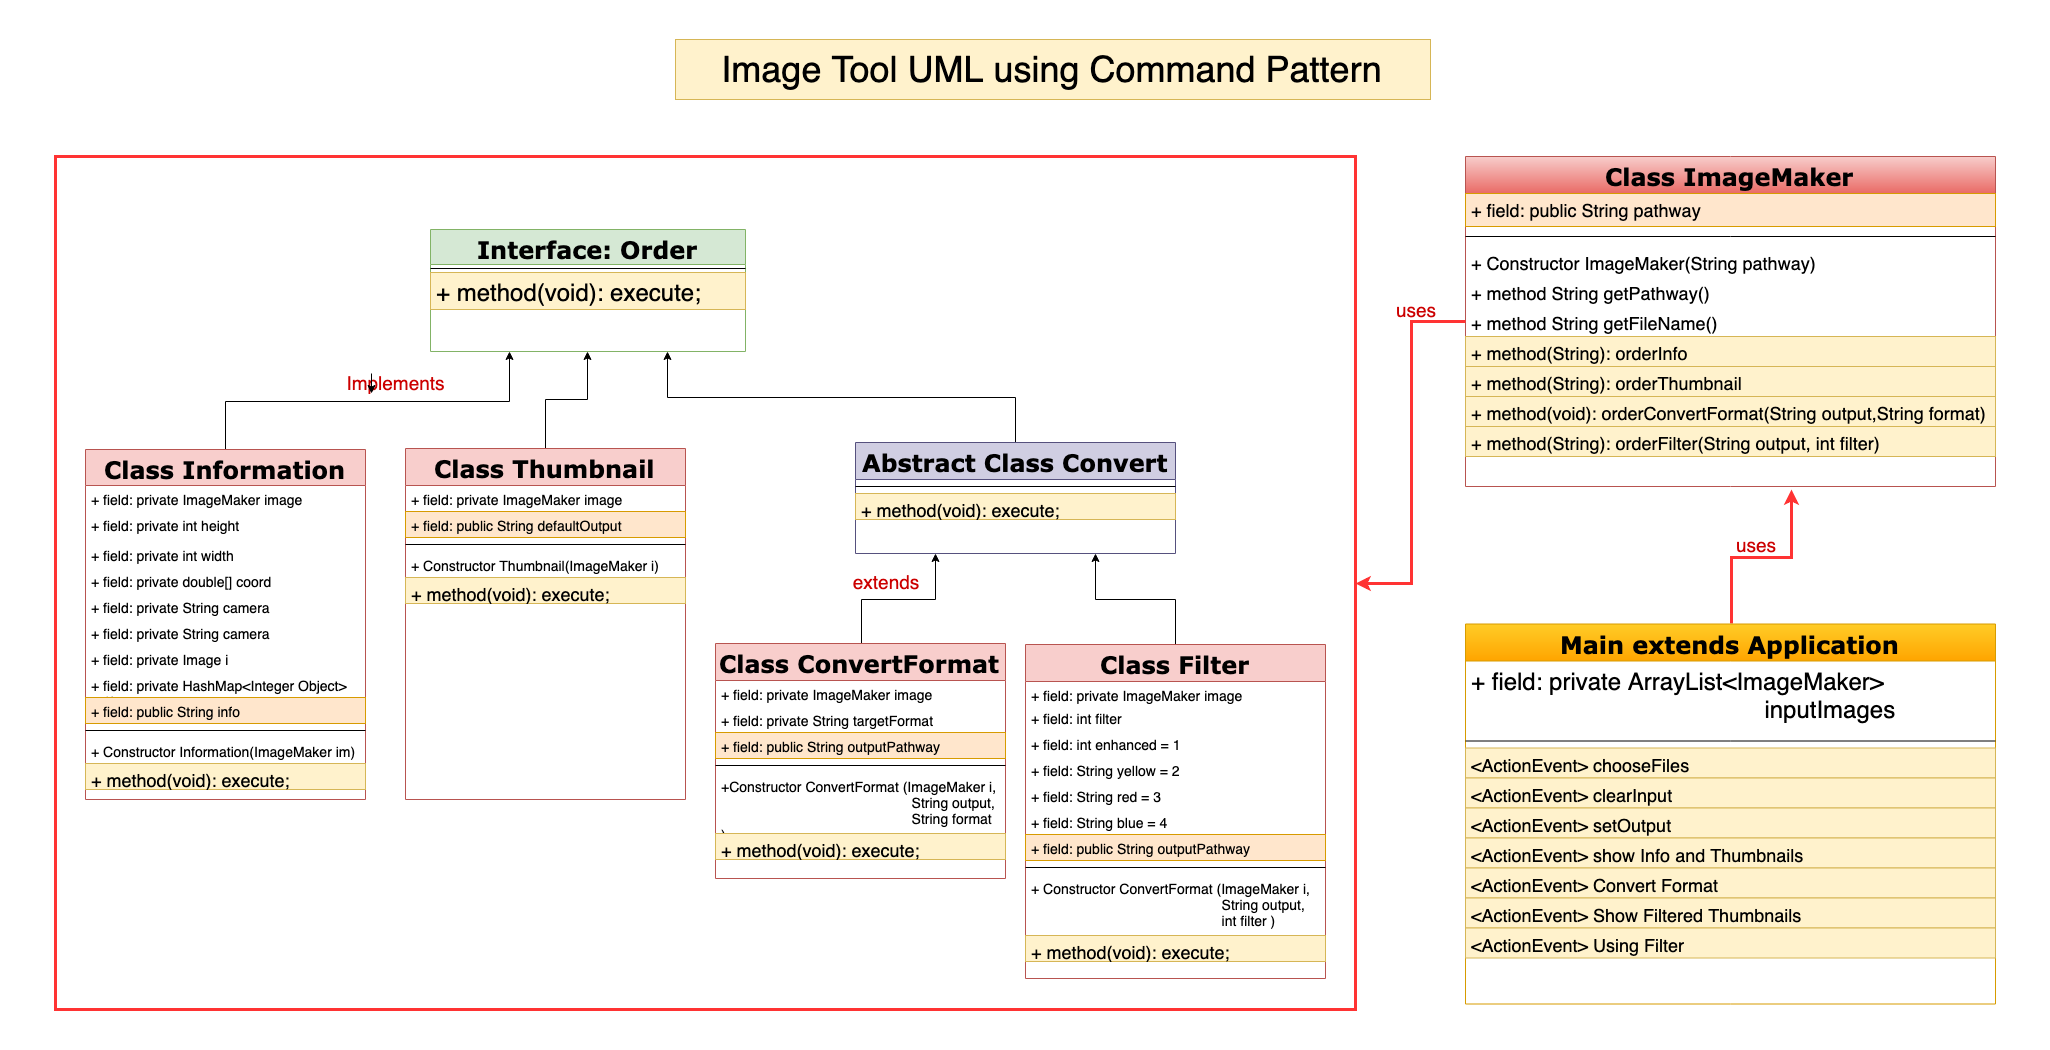 Image Tool UML using Command Pattern
Interface: Order
+ method(void): execute;
Implements
Class Information
+ field: private ImageMaker image
+ field: private int height
+ field: private int width
+ field: private double[] coord
+ field: private String camera
+ field: private String camera
+ field: private Image i
+ field: private HashMap<Integer Object>
+ field: public String info
+ Constructor Information(ImageMaker im)
+ method(void): execute;
Class Thumbnail
+ field: private ImageMaker image
+ field: public String defaultOutput
+ Constructor Thumbnail(ImageMaker i)
+ method(void): execute;
Abstract Class Convert
+ method(void): execute;
extends
Class ConvertFormat
+ field: private ImageMaker image
+ field: private String targetFormat
+ field: public String outputPathway
+Constructor ConvertFormat (ImageMaker i,
String output,
String format
)
+ method(void): execute;
Class Filter
+ field: private ImageMaker image
+ field: int filter
+ field: int enhanced = 1
+ field: String yellow = 2
+ field: String red = 3
+ field: String blue = 4
+ field: public String outputPathway
+ Constructor ConvertFormat (ImageMaker i,
String output,
int filter )
+ method(void): execute;
uses
Class ImageMaker
+ field: public String pathway
+ Constructor ImageMaker(String pathway)
+ method String getPathway()
+ method String getFileName()
+ method(String): orderInfo
+ method(String): orderThumbnail
+ method(void): orderConvertFormat(String output,String format)
+ method(String): orderFilter(String output, int filter)
uses
Main extends Application
+ field: private ArrayList<ImageMaker>
inputImages
<ActionEvent> chooseFiles
<ActionEvent> clearInput
<ActionEvent> setOutput
<ActionEvent> show Info and Thumbnails
<ActionEvent> Convert Format
<ActionEvent> Show Filtered Thumbnails
<ActionEvent> Using Filter